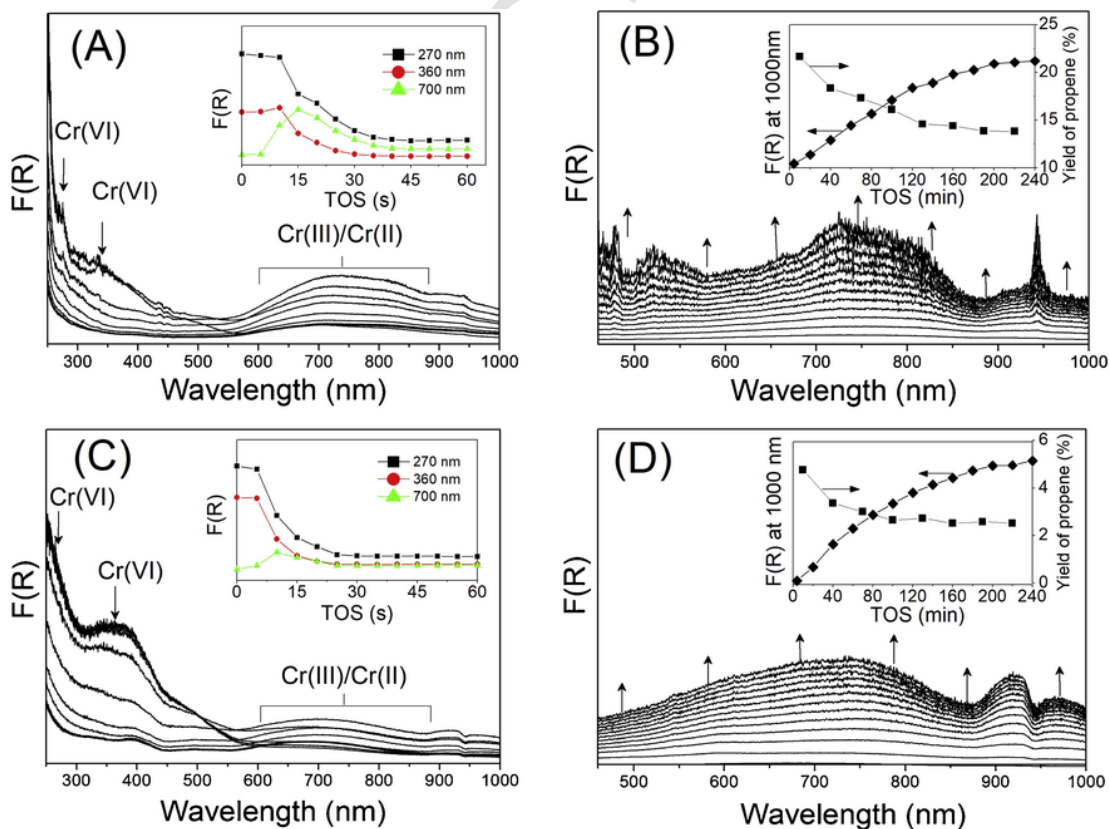 (A)
270 nm
360 nm
700 nm
F(R)
0 15 30 45 60
TOS (s)
Cr(VI)
Cr(VI)
Cr(III)/Cr(II)
F(R)
300 400 500 600 700 800 900 1000
Wavelength (nm)
(B)
F(R) at 1000nm
25
20
15
10
Yield of propene (%)
0 40 80 120 160 200 240
TOS (min)
F(R)
500 600 700 800 900 1000
Wavelength (nm)
(C)
270 nm
360 nm
700 nm
F(R)
0 15 30 45 60
TOS (s)
Cr(VI)
Cr(VI)
Cr(III)/Cr(II)
F(R)
300 400 500 600 700 800 900 1000
Wavelength (nm)
(D)
F(R) at 1000 nm
6
4
2
0
Yield of propene (%)
0 40 80 120 160 200 240
TOS (min)
F(R)
500 600 700 800 900 1000
Wavelength (nm)